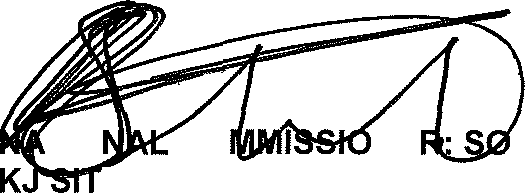 NA NAL MMISSIO R: SO
KJ SIT